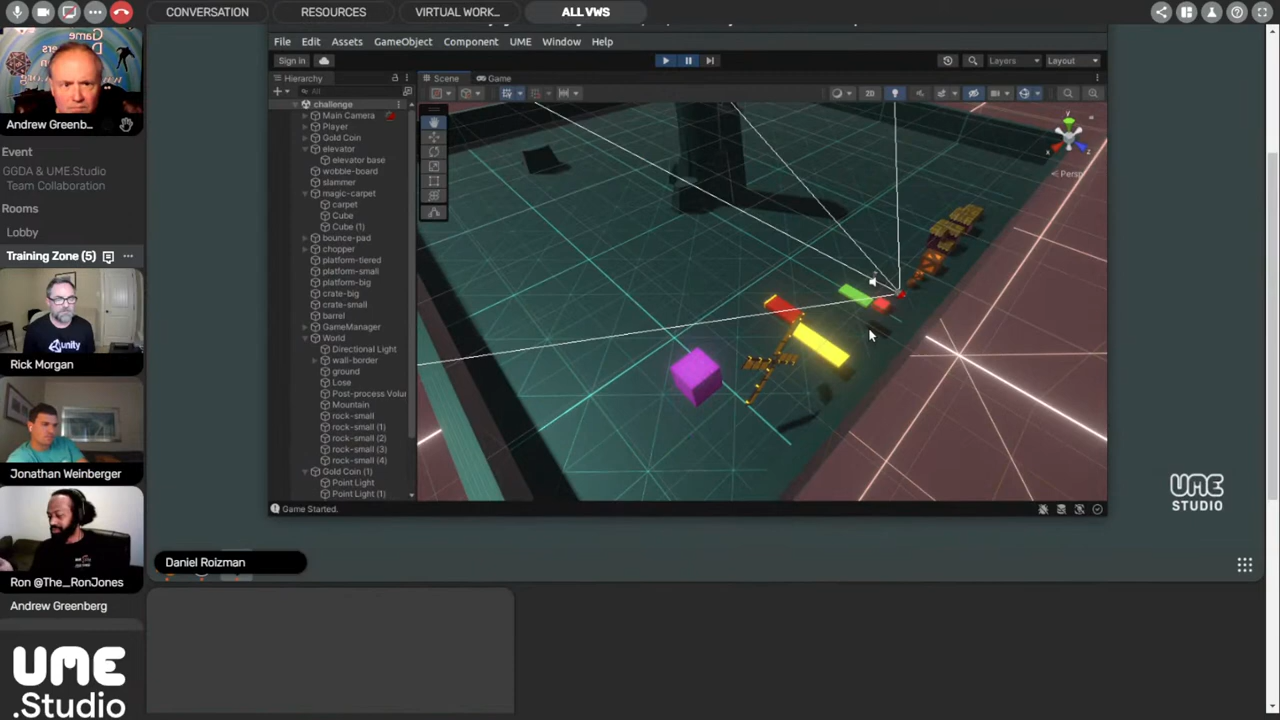 CONVERSATION
RESOURCES
VIRTUAL WORK...
ALL VWS
Game
Andrew Greenb...
Event
GGDA & UME.Studio
Team Collaboration
Rooms
Lobby
Training Zone (5)
unity
Rick Morgan
Jonathan Weinberger
Ron @The_RonJones
Andrew Greenberg
UME
.Studio
File Edit Assets GameObject Component UME Window Help
Sign in
Layers
Layout
Hierarchy
Scene
Game
All
2D
challenge
Main Camera
Player
Gold Coin
elevator
elevator base
wobbie-board
slammer
magic-carpet
carpet
Cube
Cube (1)
bounce-pad
chopper
platform-tiered
platform-small
platform-big
crate-big
crate-small
barrel
GameManager
World
Directional Light
wall-border
ground
Lose
Post-process Volu
Mountain
rock-small
rock-small (1)
rock-small (2)
rock-small (3)
rock-small (4)
Gold Coin (1)
Point Light
Point Light (1)
y
x
z
Persp
Game Started.
UME
STUDIO
Daniel Roizman